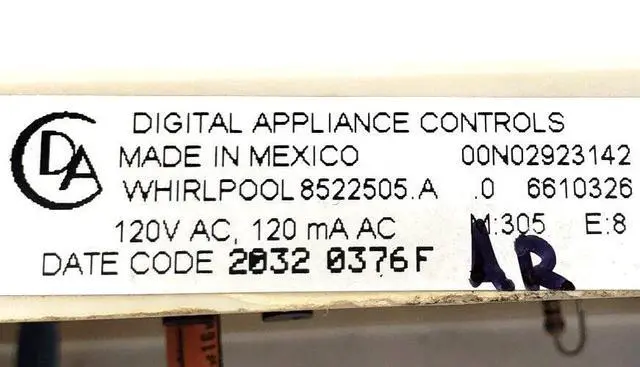 DA
DIGITAL APPLIANCE CONTROLS
MADE IN MEXICO 00N02923142
WHIRLPOOL 8522505.A .0 6610326
120V AC, 120 mA AC M:305 E:8
DATE CODE 2032 0376F
AR